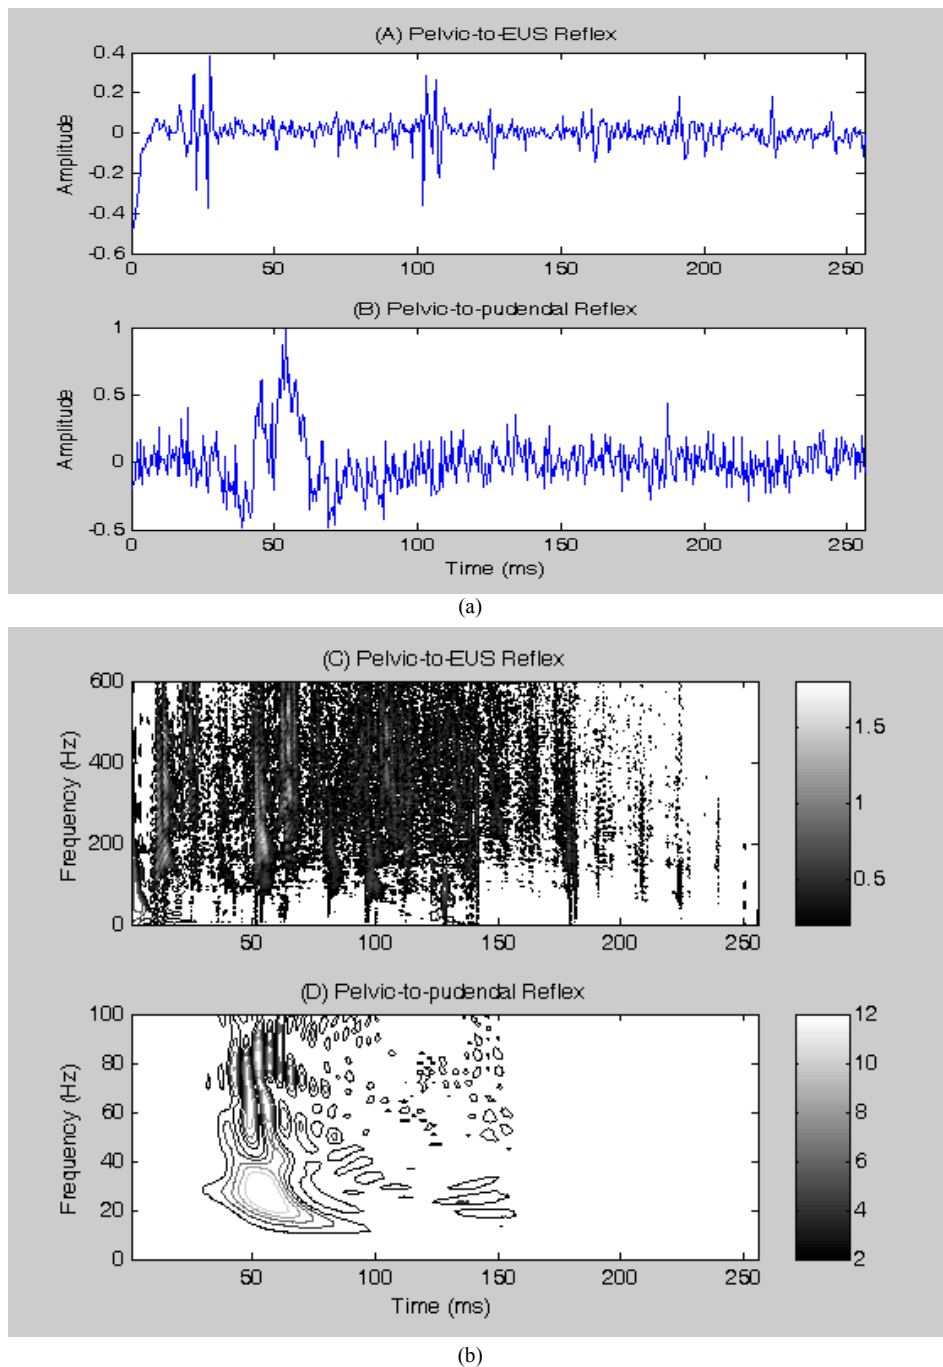 (A) Pelvic-to-EUS Reflex
0.4
0.2
0
-0.2
-0.4
-0.6
Amplitude
0 50 100 150 200 250
(B) Pelvic-to-pudendal Reflex
1
0.5
0
-0.5
Amplitude
0 50 100 150 200 250
Time (ms)
(a)
(C) Pelvic-to-EUS Reflex
600
400
200
0
Frequency (Hz)
50 100 150 200 250
1.5
1
0.5
(D) Pelvic-to-pudendal Reflex
100
80
60
40
20
0
Frequency (Hz)
50 100 150 200 250
Time (ms)
12
10
8
6
4
2
(b)